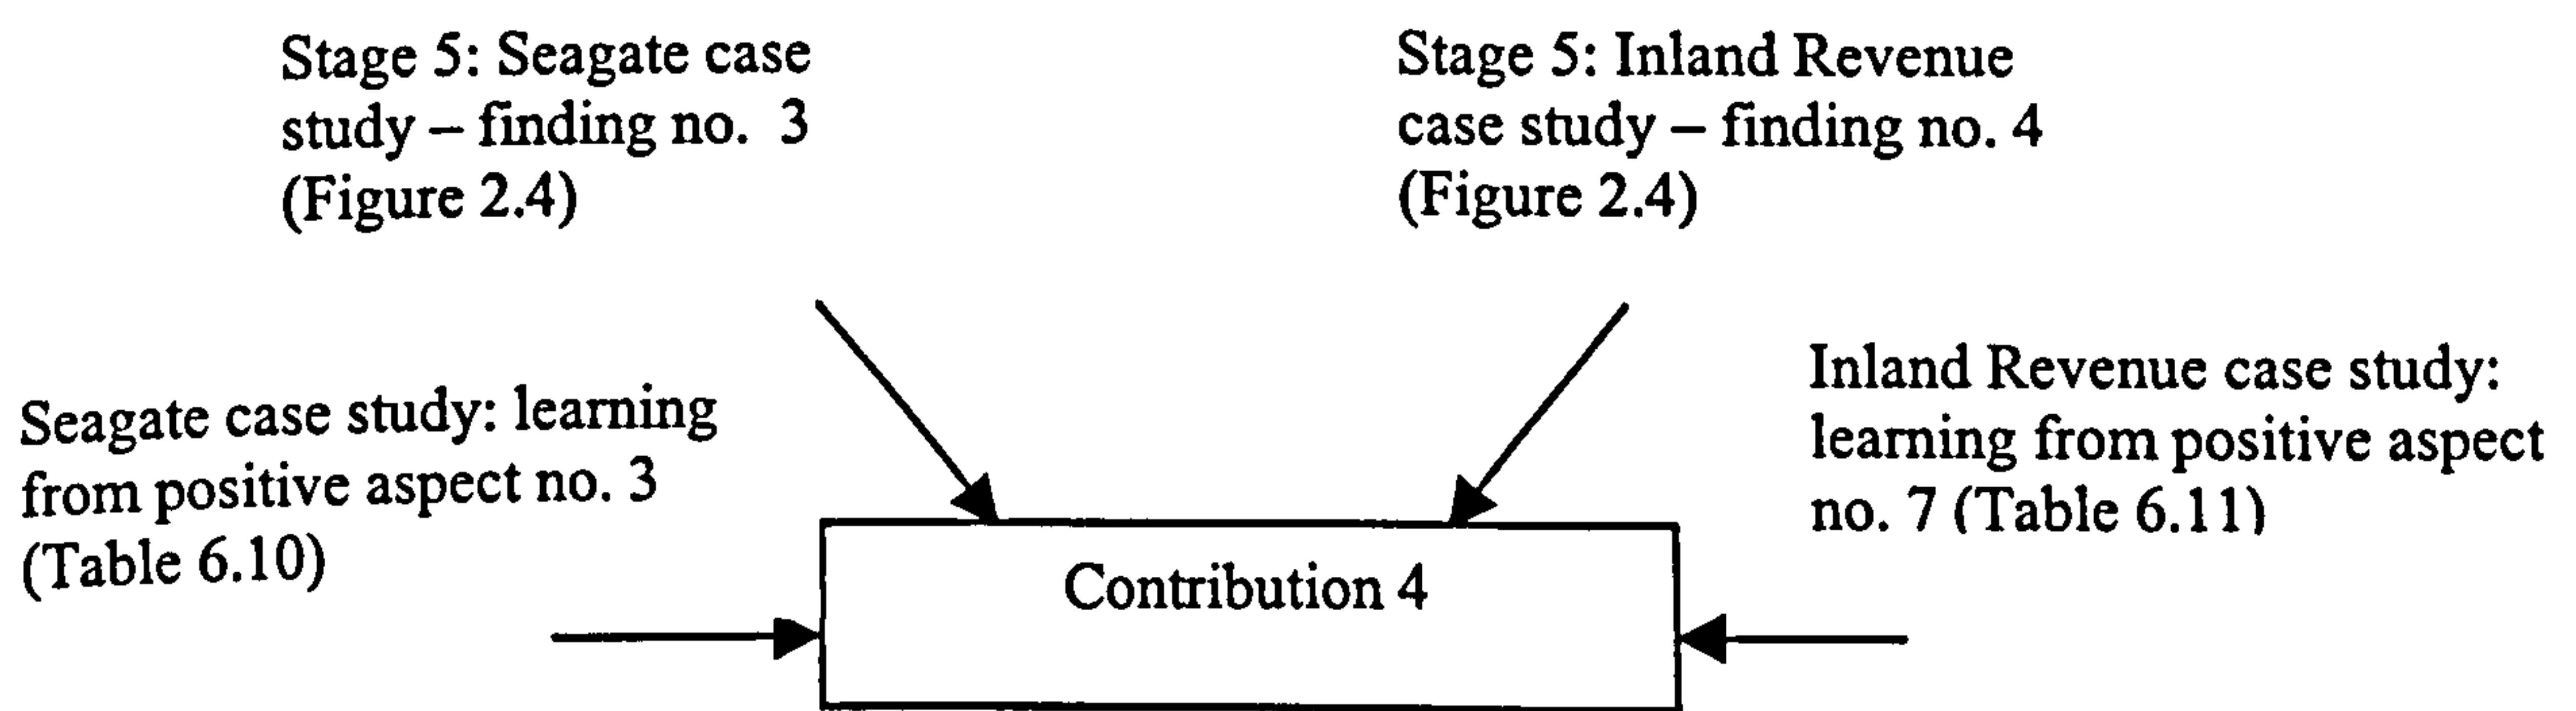 Stage 5: Seagate case
study – finding no. 3
(Figure 2.4)
Stage 5: Inland Revenue
case study – finding no. 4
(Figure 2.4)
Seagate case study: learning
from positive aspect no. 3
(Table 6.10)
Inland Revenue case study:
learning from positive aspect
no. 7 (Table 6.11)
Contribution 4